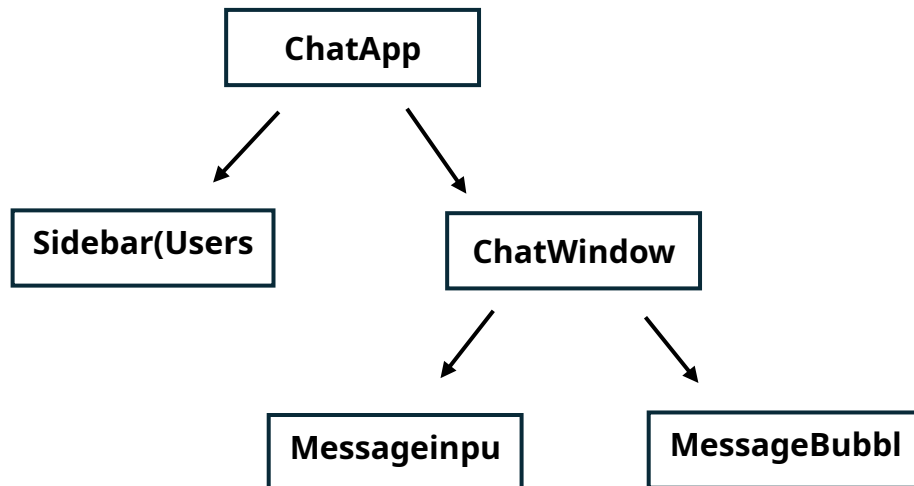 ChatApp
Sidebar(Users
ChatWindow
Messageinpu
MessageBubbl